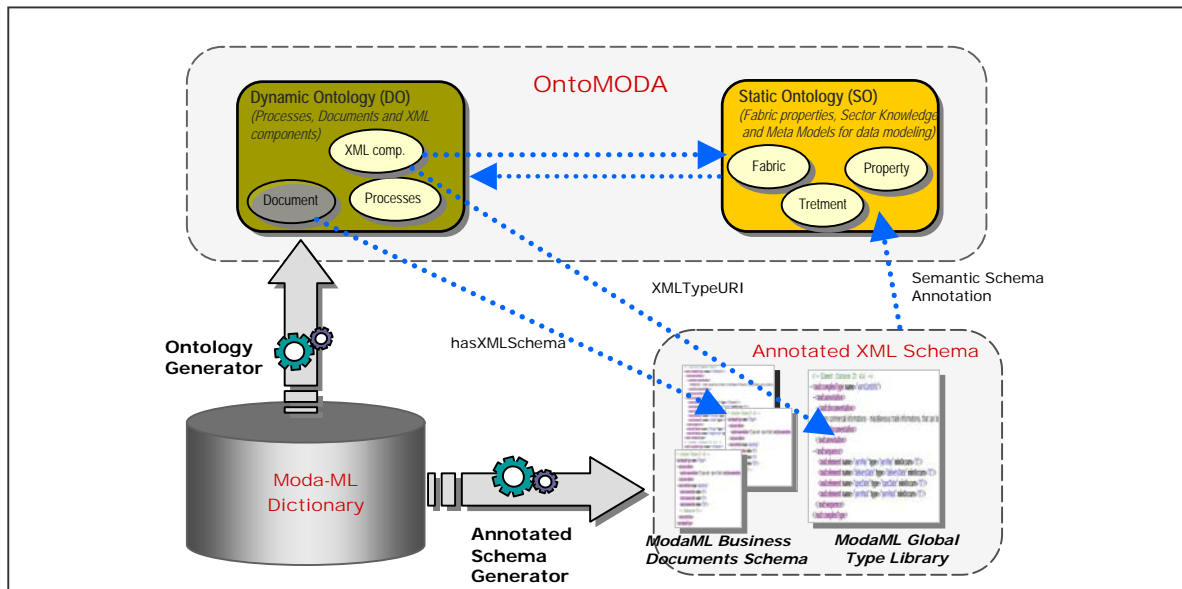 OntoMODA
Dynamic Ontology (DO)
(Processes, Documents and XML
components)
XML comp.
Document
Processes
Static Ontology (SO)
(Fabric properties, Sector Knowledge
and Meta Models for data modeling)
Fabric
Property
Tretment
Semantic Schema
Annotation
XMLTypeURI
hasXMLSchema
Ontology
Generator
Annotated XML Schema
Moda-ML
Dictionary
Annotated
Schema
Generator
ModaML Business
Documents Schema
ModaML Global
Type Library